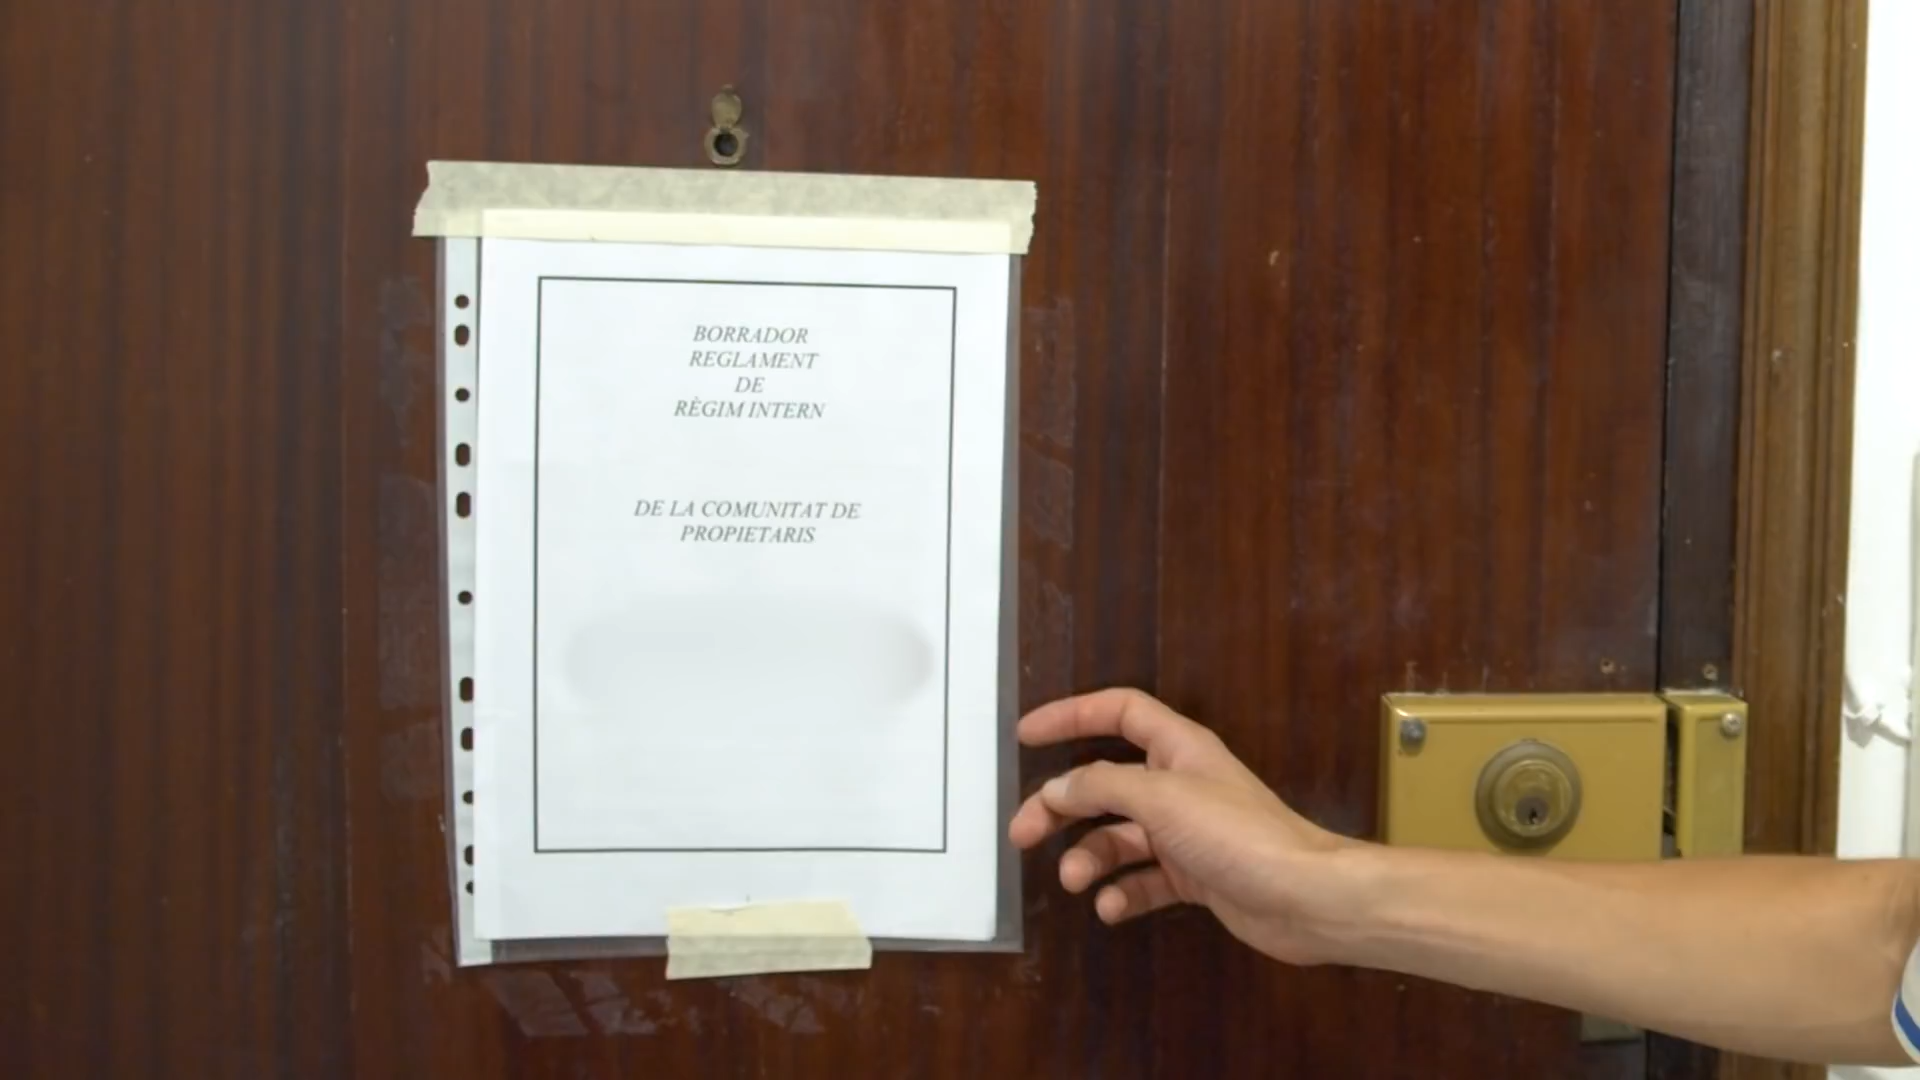 BORRADOR
REGLAMENT
DE
RÈGIM INTERN
DE LA COMUNITAT DE
PROPIETARIS